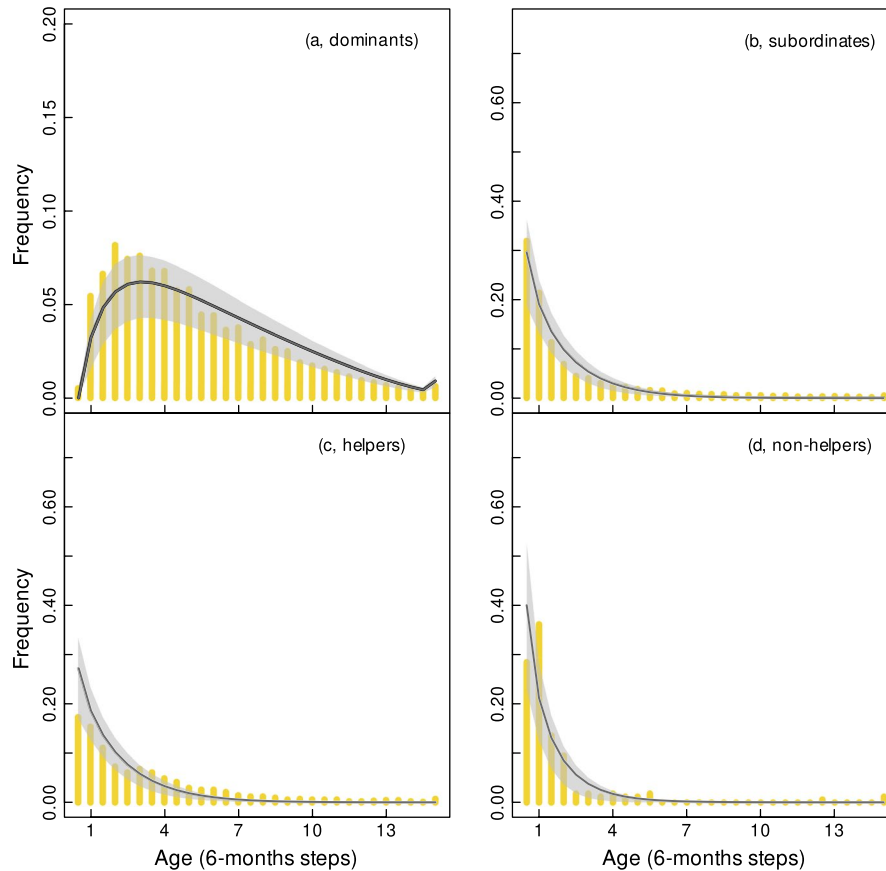 (a, dominants)
Frequency
0.00 0.05 0.10 0.15 0.20
(b, subordinates)
0.00 0.20 0.40 0.60
(c, helpers)
Frequency
0.00 0.20 0.40 0.60
1 4 7 10 13
Age (6-months steps)
(d, non-helpers)
0.00 0.20 0.40 0.60
1 4 7 10 13
Age (6-months steps)